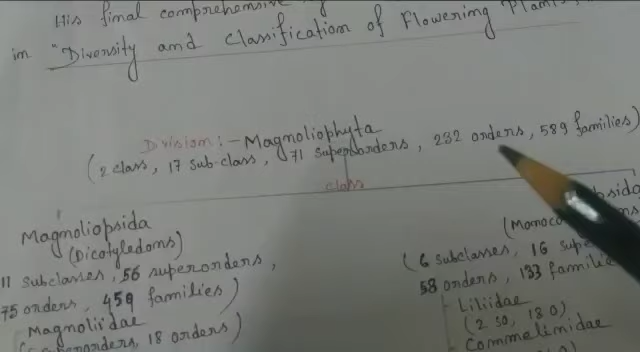 His final comprehensive
in "Diversity and Classification of Flowering Plants
Division:- Magnoliophyta
(2 class, 17 sub-class, 71 superorders, 232 orders, 589 families)
class
Magnoliopsida
(Dicotyledons)
11 subclasses, 56 superorders,
75 orders, 459 families)
Magnoliidae
orders, 18 orders)
(6 subclasses, 16
58 orders, 133
Liliidae
(2 SO, 18 O)
Commelinidae